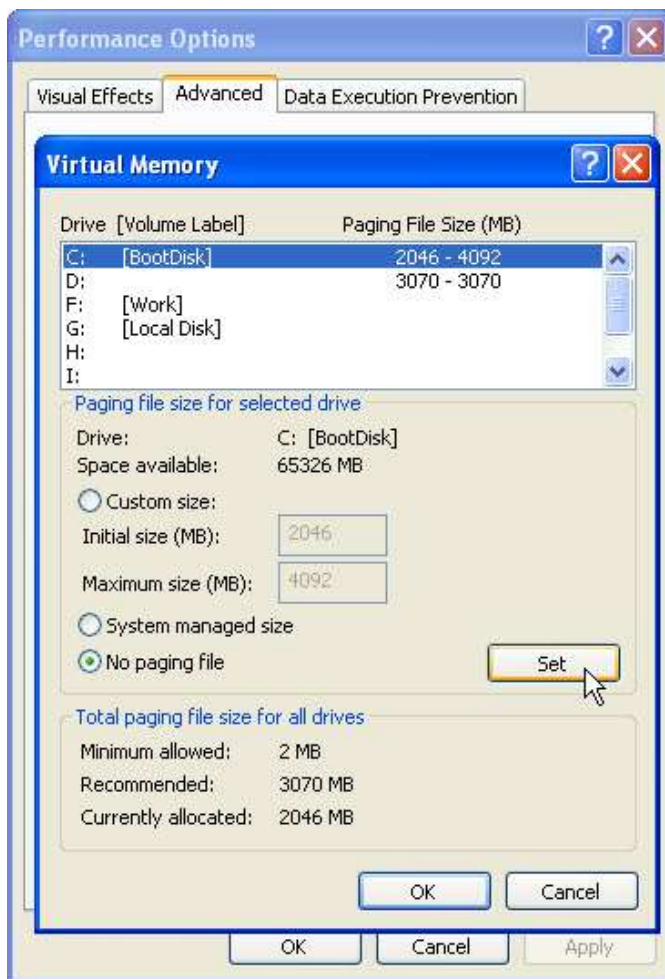 Performance Options
Visual Effects Advanced Data Execution Prevention
Virtual Memory
Drive [Volume Label] Paging File Size (MB)
C: [BootDisk] 2046 - 4092
D: 3070 - 3070
F: [Work]
G: [Local Disk]
H:
I:
Paging file size for selected drive
Drive: C: [BootDisk]
Space available: 65326 MB
Custom size:
Initial size (MB): 2046
Maximum size (MB): 4092
System managed size
No paging file Set
Total paging file size for all drives
Minimum allowed: 2 MB
Recommended: 3070 MB
Currently allocated: 2046 MB
OK Cancel
OK Cancel Apply